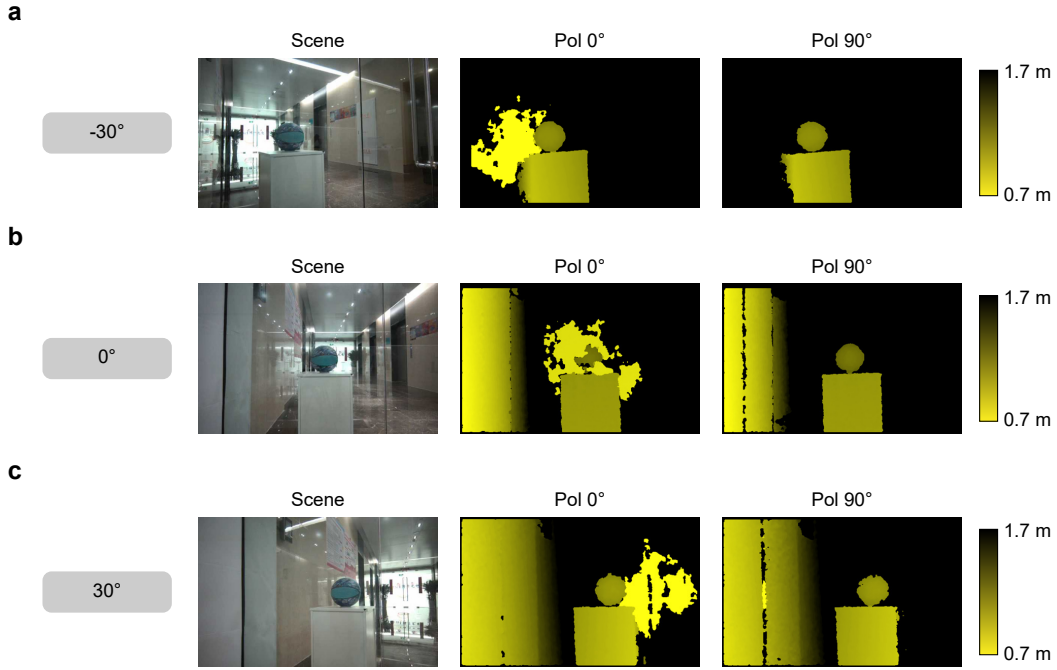 a
Scene Pol 0° Pol 90°
-30°
1.7 m
0.7 m
b
Scene Pol 0° Pol 90°
0°
1.7 m
0.7 m
c
Scene Pol 0° Pol 90°
30°
1.7 m
0.7 m